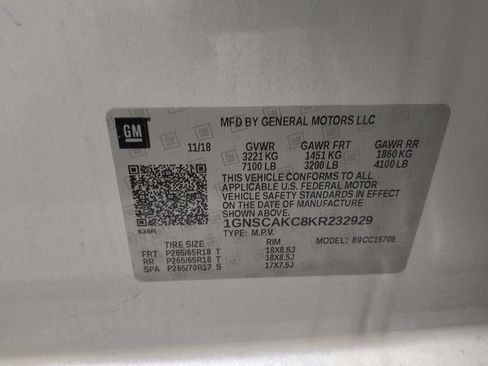 GM
MFD BY GENERAL MOTORS LLC
11/18 GVWR GAWR FRT GAWR RR
3221 KG 1451 KG 1860 KG
7100 LB 3200 LB 4100 LB
THIS VEHICLE CONFORMS TO ALL
APPLICABLE U.S. FEDERAL MOTOR
VEHICLE SAFETY STANDARDS IN EFFECT
ON THE DATE OF MANUFACTURE
SHOWN ABOVE.
1GNSCAKC8KR232929
TYPE: M.P.V. MODEL: 89CC15706
TIRE SIZE RIM
FRT P265/65R18 T 18X8.5J
RR P265/65R18 T 18X8.5J
SPA P265/70R17 S 17X7.5J